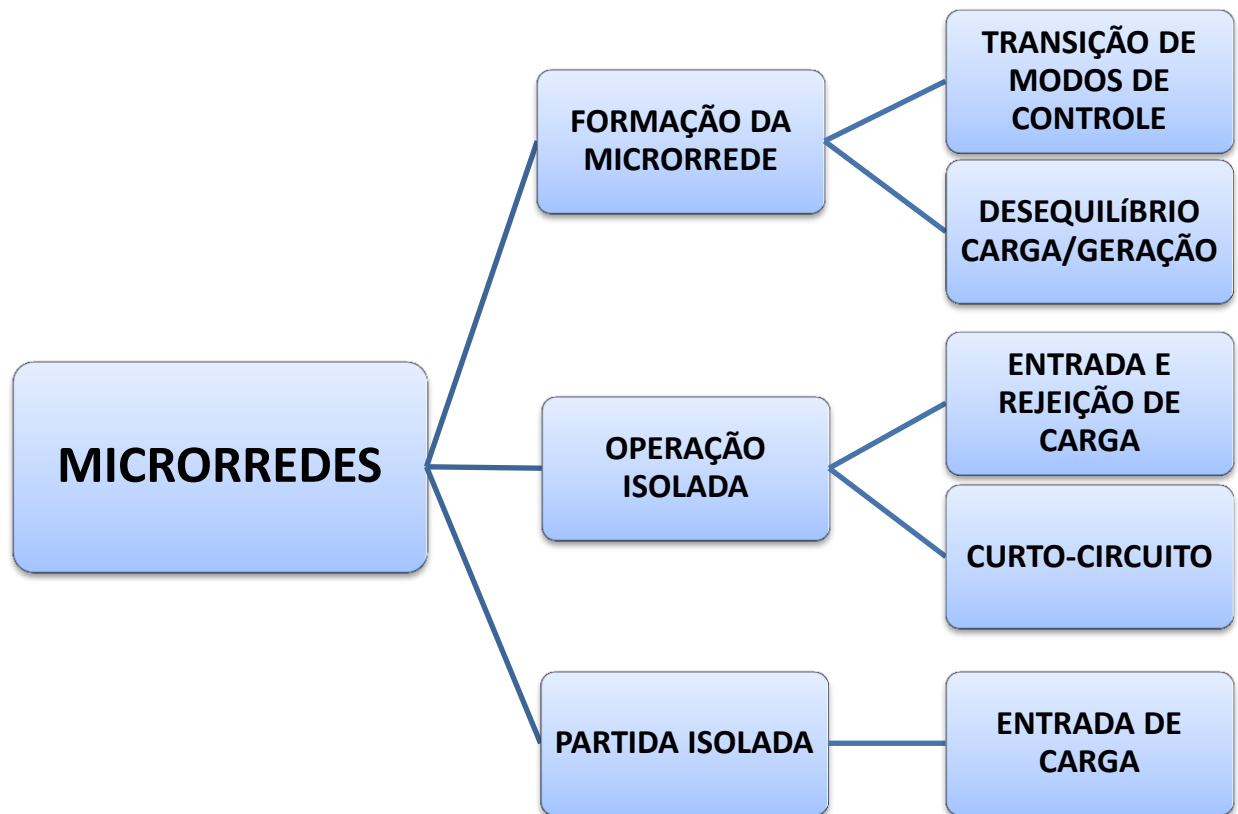 MICRORREDES
FORMAÇÃO DA
MICRORREDE
TRANSIÇÃO DE
MODOS DE
CONTROLE
DESEQUILíBRIO
CARGA/GERAÇÃO
OPERAÇÃO
ISOLADA
ENTRADA E
REJEIÇÃO DE
CARGA
CURTO-CIRCUITO
PARTIDA ISOLADA
ENTRADA DE
CARGA